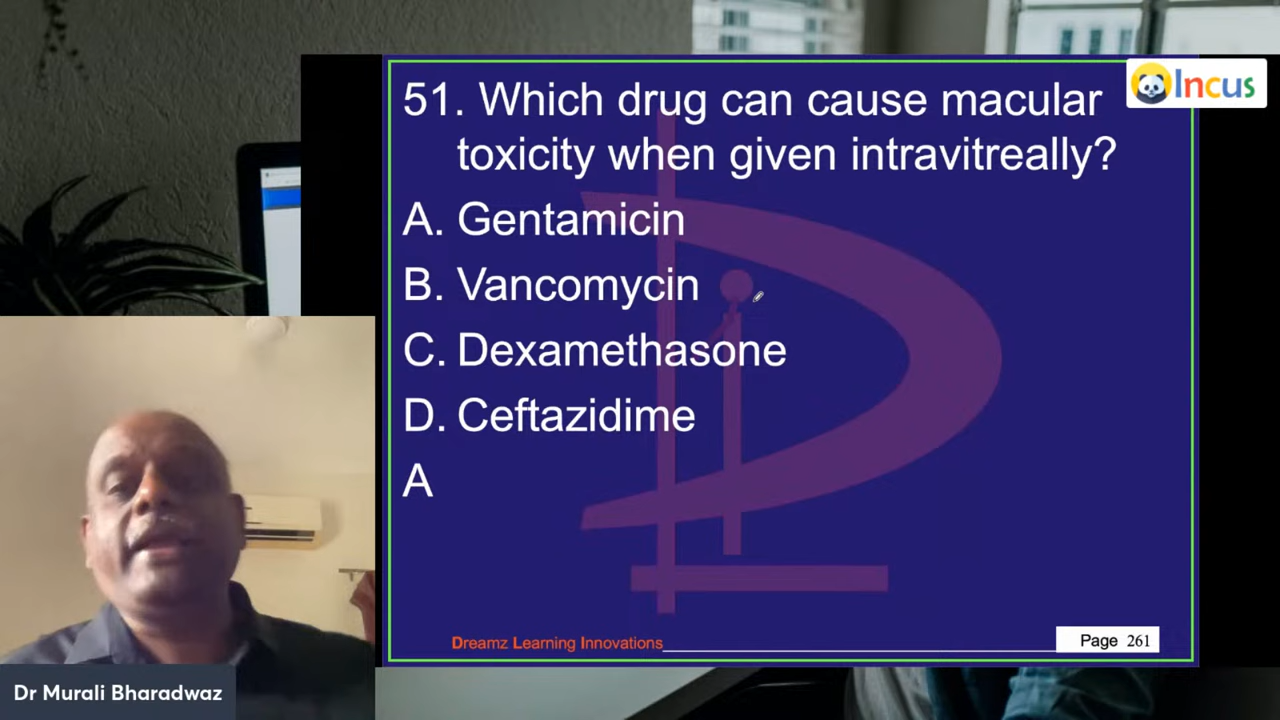 51. Which drug can cause macular
toxicity when given intravitreally?
A. Gentamicin
B. Vancomycin
C. Dexamethasone
D. Ceftazidime
A
Dreamz Learning Innovations
Page 261
Incus
Dr Murali Bharadwaz